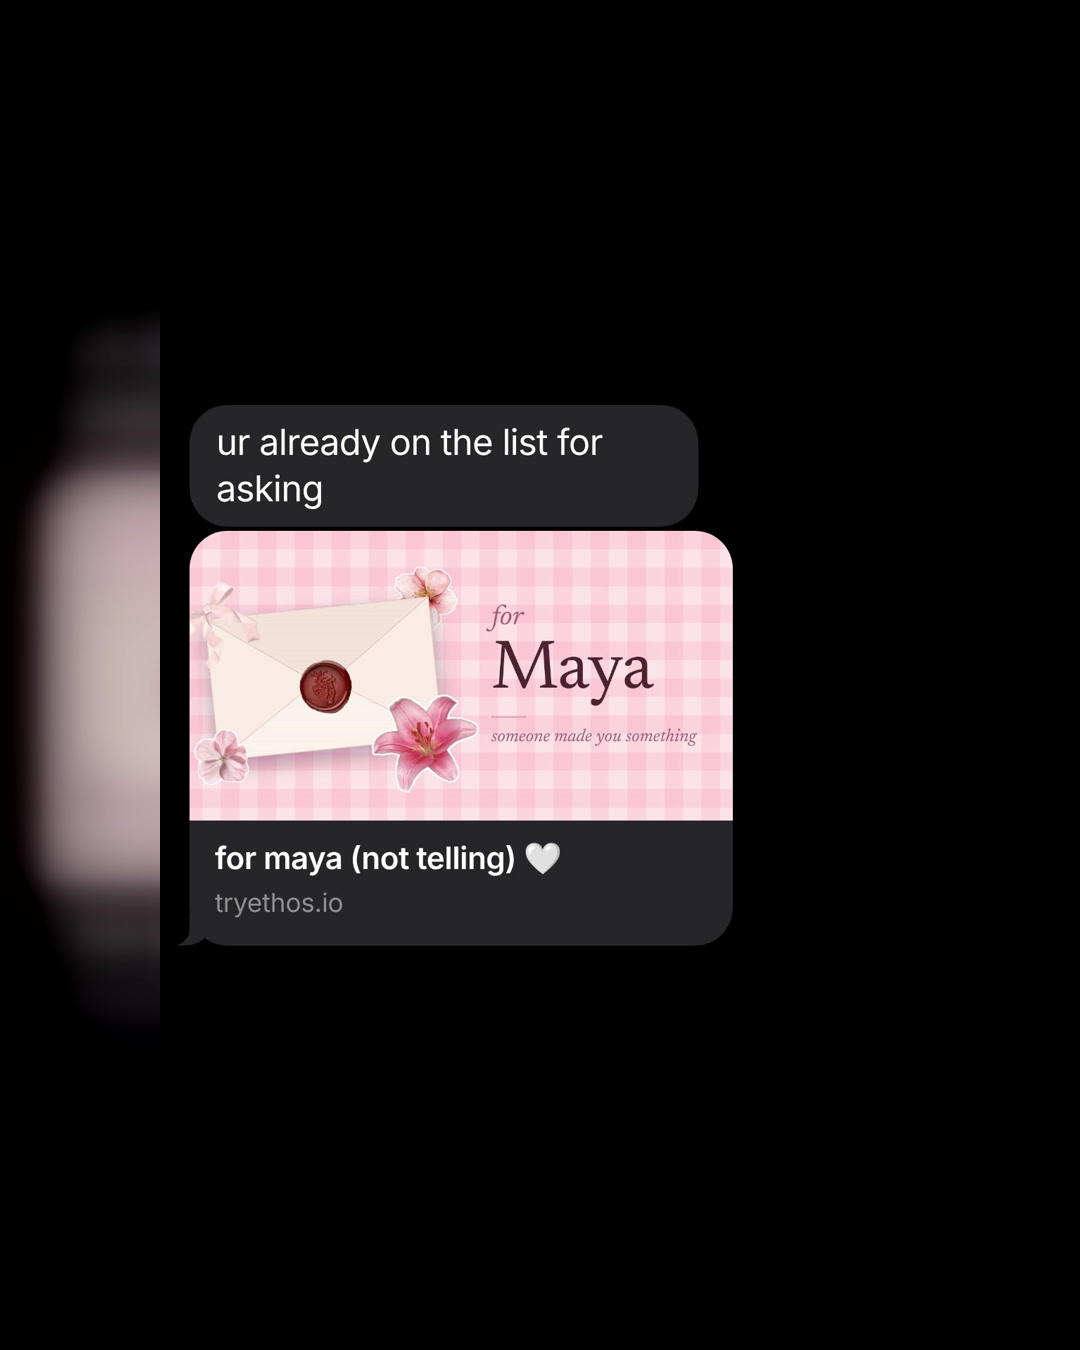 ur already on the list for
asking
for
Maya
someone made you something
for maya (not telling) 🤍
tryethos.io